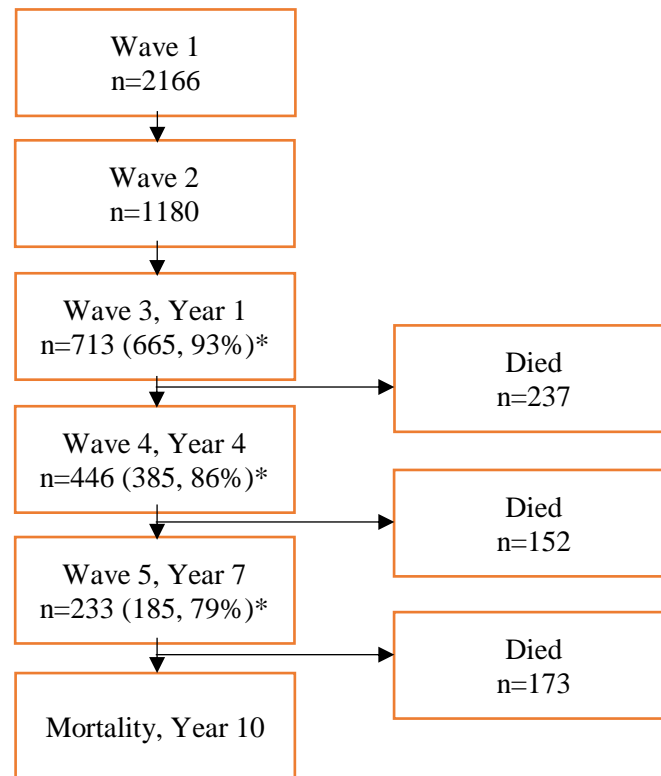 Wave 1
n=2166
Wave 2
n=1180
Wave 3, Year 1
n=713 (665, 93%)*
Died
n=237
Wave 4, Year 4
n=446 (385, 86%)*
Died
n=152
Wave 5, Year 7
n=233 (185, 79%)*
Died
n=173
Mortality, Year 10